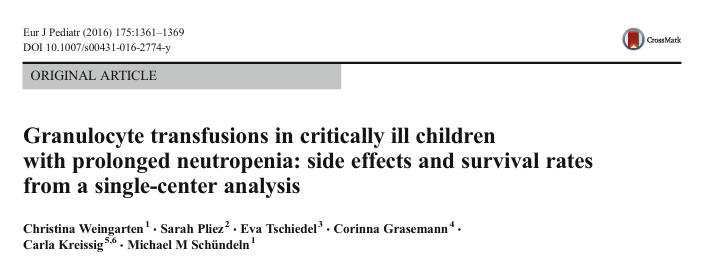 Eur J Pediatr (2016) 175:1361–1369
DOI 10.1007/s00431-016-2774-y
CrossMark
ORIGINAL ARTICLE
Granulocyte transfusions in critically ill children
with prolonged neutropenia: side effects and survival rates
from a single-center analysis
Christina Weingarten 1 · Sarah Pliez 2 · Eva Tschiedel 3 · Corinna Grasemann 4 ·
Carla Kreissig 5,6 · Michael M Schündeln 1